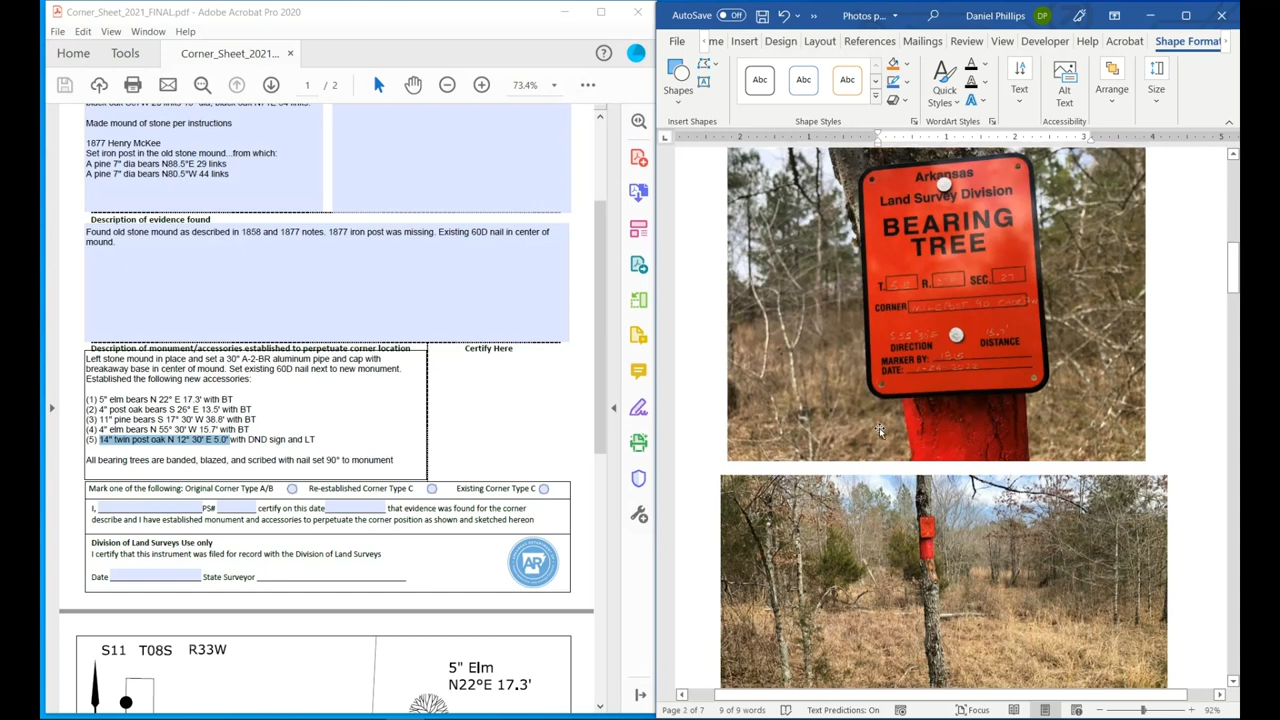 Corner_Sheet_2021_FINAL.pdf - Adobe Acrobat Pro 2020
File Edit View Window Help
Home Tools Corner_Sheet_2021... ×
1 / 2 73.4%
Made mound of stone per instructions
1877 Henry McKee
Set iron post in the old stone mound...from which:
A pine 7" dia bears N88.5°E 29 links
A pine 7" dia bears N80.5°W 44 links
Description of evidence found
Found old stone mound as described in 1858 and 1877 notes. 1877 iron post was missing. Existing 60D nail in center of
mound.
Description of monument/accessories established to perpetuate corner location
Certify Here
Left stone mound in place and set a 30" A-2-BR aluminum pipe and cap with
breakaway base in center of mound. Set existing 60D nail next to new monument.
Established the following new accessories:
(1) 5" elm bears N 22° E 17.3' with BT
(2) 4" post oak bears S 26° E 13.5' with BT
(3) 11" pine bears S 17° 30' W 38.8' with BT
(4) 4" elm bears N 55° 30' W 15.7' with BT
(5) 14" twin post oak N 12° 30' E 5.0' with DND sign and LT
All bearing trees are banded, blazed, and scribed with nail set 90° to monument
Mark one of the following: Original Corner Type A/B Re-established Corner Type C Existing Corner Type C
I, PS# certify on this date that evidence was found for the corner
describe and I have established monument and accessories to perpetuate the corner position as shown and sketched hereon
Division of Land Surveys Use only
I certify that this instrument was filed for record with the Division of Land Surveys
Date State Surveyor
AR
S11 T08S R33W
5" Elm
N22°E 17.3'
AutoSave Off Photos p... Daniel Phillips DP
File me Insert Design Layout References Mailings Review View Developer Help Acrobat Shape Format
Shapes
Abc Abc Abc
Quick
Styles
Text
Alt
Text
Arrange
Size
Insert Shapes Shape Styles WordArt Styles Accessibility
2 1 1 2 3 4 5
Arkansas
Land Survey Division
BEARING
TREE
T. R. SEC. 27
CORNER
DIRECTION DISTANCE
MARKER BY:
DATE:
Page 2 of 7 9 of 9 words Text Predictions: On Focus 92%